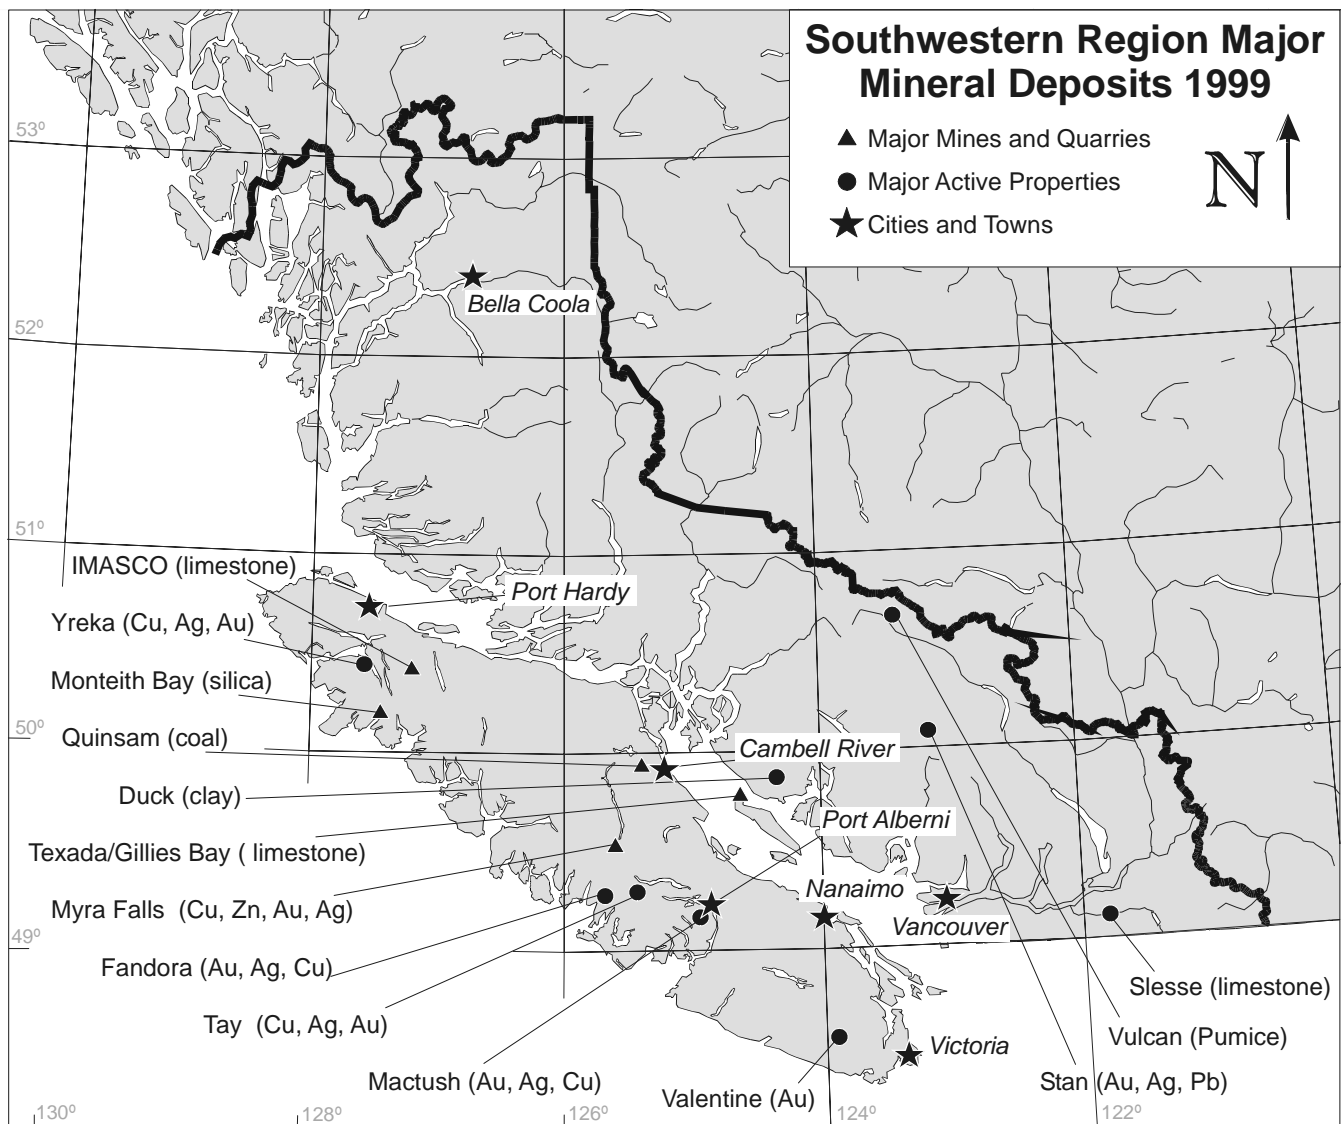 Southwestern Region Major
Mineral Deposits 1999
Major Mines and Quarries
Major Active Properties
Cities and Towns
N
53º
52º
51º
50º
49º
Bella Coola
IMASCO (limestone)
Port Hardy
Yreka (Cu, Ag, Au)
Monteith Bay (silica)
Quinsam (coal)
Cambell River
Duck (clay)
Port Alberni
Texada/Gillies Bay ( limestone)
Nanaimo
Myra Falls (Cu, Zn, Au, Ag)
Vancouver
Fandora (Au, Ag, Cu)
Slesse (limestone)
Tay (Cu, Ag, Au)
Vulcan (Pumice)
Victoria
Mactush (Au, Ag, Cu)
Stan (Au, Ag, Pb)
Valentine (Au)
130º
128º
126º
124º
122º